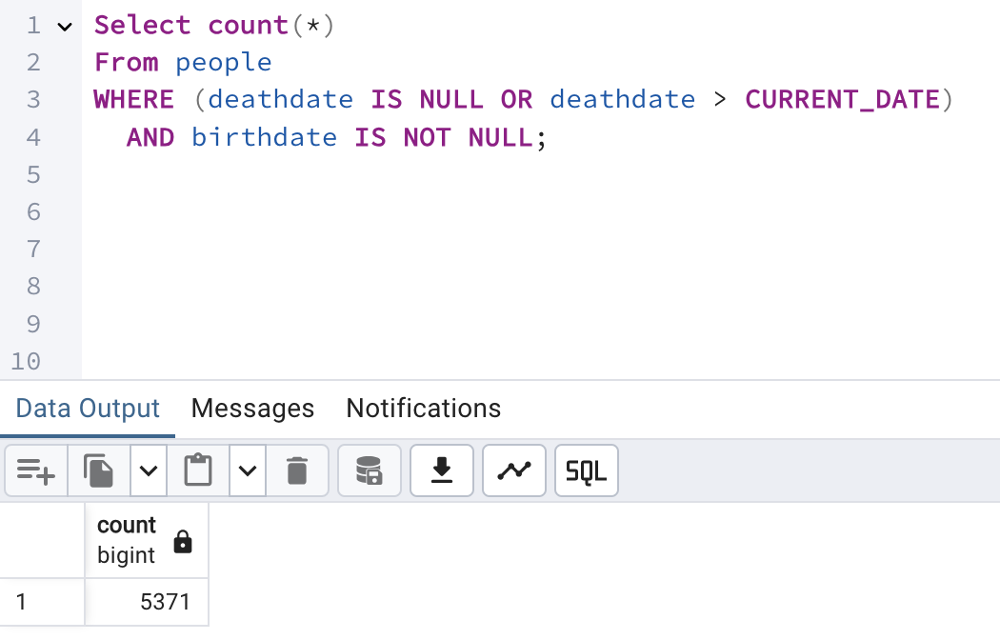 1 Select count(*)
2 From people
3 WHERE (deathdate IS NULL OR deathdate > CURRENT_DATE)
4 AND birthdate IS NOT NULL;
5
6
7
8
9
10
Data Output Messages Notifications
SQL
count
bigint
1 5371